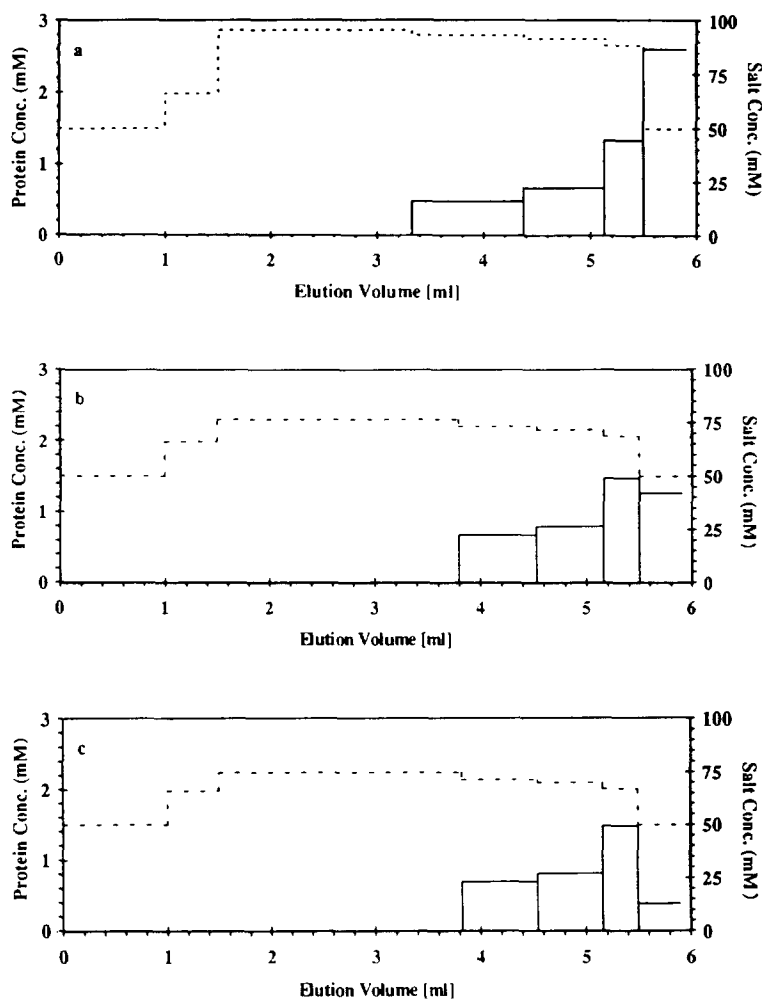 a
Protein Conc. (mM)
3
2
1
0
100
75
50
25
0
Salt Conc. (mM)
0 1 2 3 4 5 6
Elution Volume [ml]
b
Protein Conc. (mM)
3
2
1
0
100
75
50
25
0
Salt Conc. (mM)
0 1 2 3 4 5 6
Elution Volume [ml]
c
Protein Conc. (mM)
3
2
1
0
100
75
50
25
0
Salt Conc. (mM)
0 1 2 3 4 5 6
Elution Volume [ml]